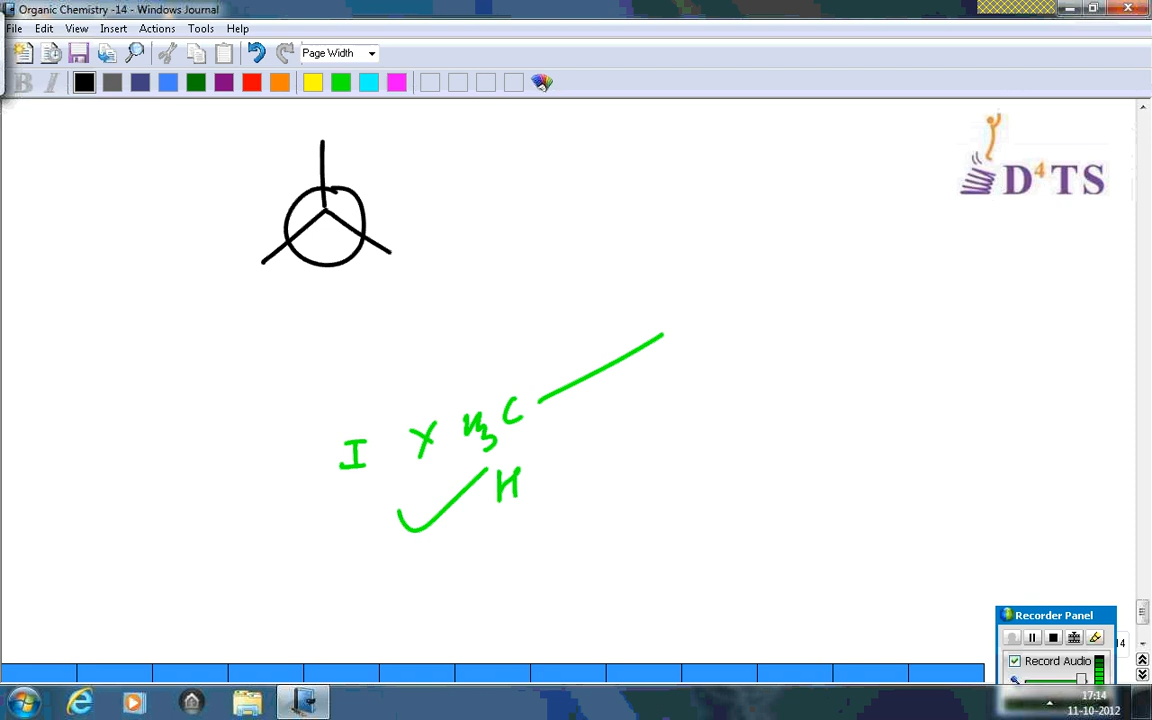 Organic Chemistry -14 - Windows Journal
File Edit View Insert Actions Tools Help
Page Width
B I
D4TS
I X H3C
H
Recorder Panel
14
Record Audio
17:14
11-10-2012